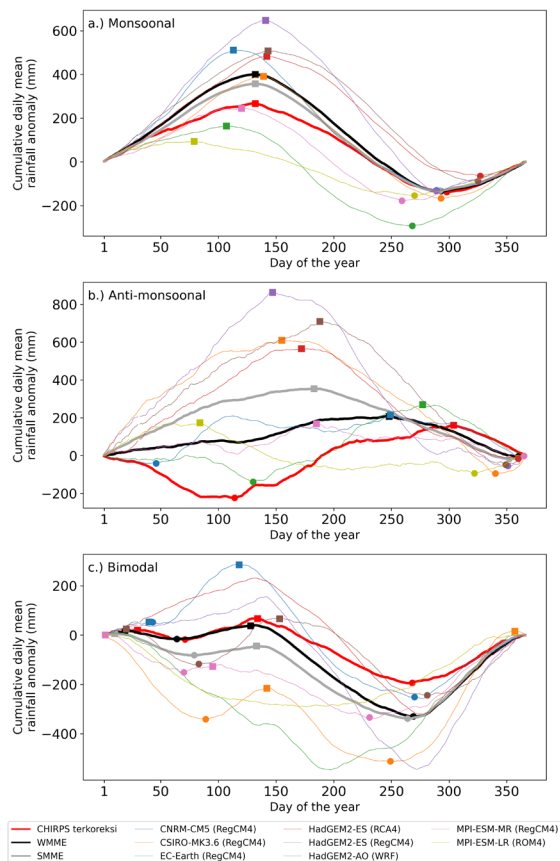 a.) Monsoonal
Cumulative daily mean
rainfall anomaly (mm)
600
400
200
0
−200
1 50 100 150 200 250 300 350
Day of the year
b.) Anti-monsoonal
Cumulative daily mean
rainfall anomaly (mm)
800
600
400
200
0
−200
1 50 100 150 200 250 300 350
Day of the year
c.) Bimodal
Cumulative daily mean
rainfall anomaly (mm)
200
0
−200
−400
1 50 100 150 200 250 300 350
Day of the year
CHIRPS terkoreksi CNRM-CM5 (RegCM4) HadGEM2-ES (RCA4) MPI-ESM-MR (RegCM4)
WMME CSIRO-MK3.6 (RegCM4) HadGEM2-ES (RegCM4) MPI-ESM-LR (ROM4)
SMME EC-Earth (RegCM4) HadGEM2-AO (WRF)